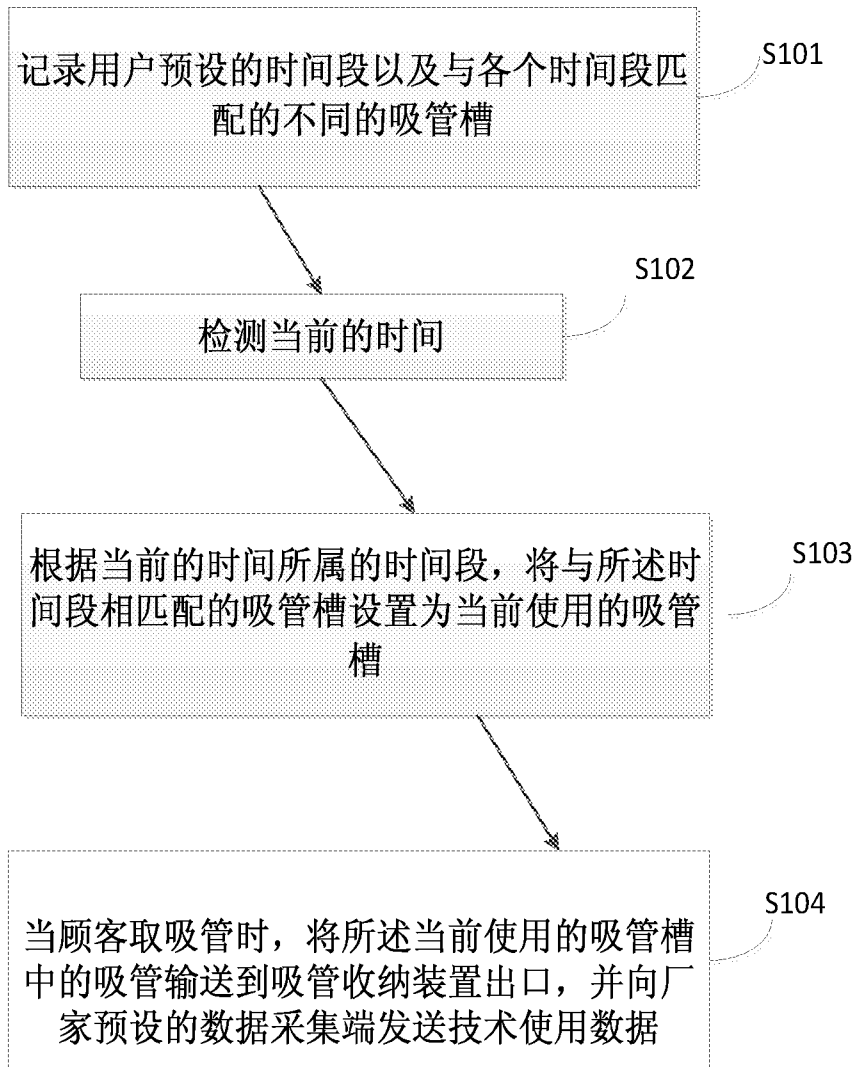 记录用户预设的时间段以及与各个时间段匹
配的不同的吸管槽
S101
S102
检测当前的时间
根据当前的时间所属的时间段，将与所述时
间段相匹配的吸管槽设置为当前使用的吸管
槽
S103
当顾客取吸管时，将所述当前使用的吸管槽
中的吸管输送到吸管收纳装置出口，并向厂
家预设的数据采集端发送技术使用数据
S104